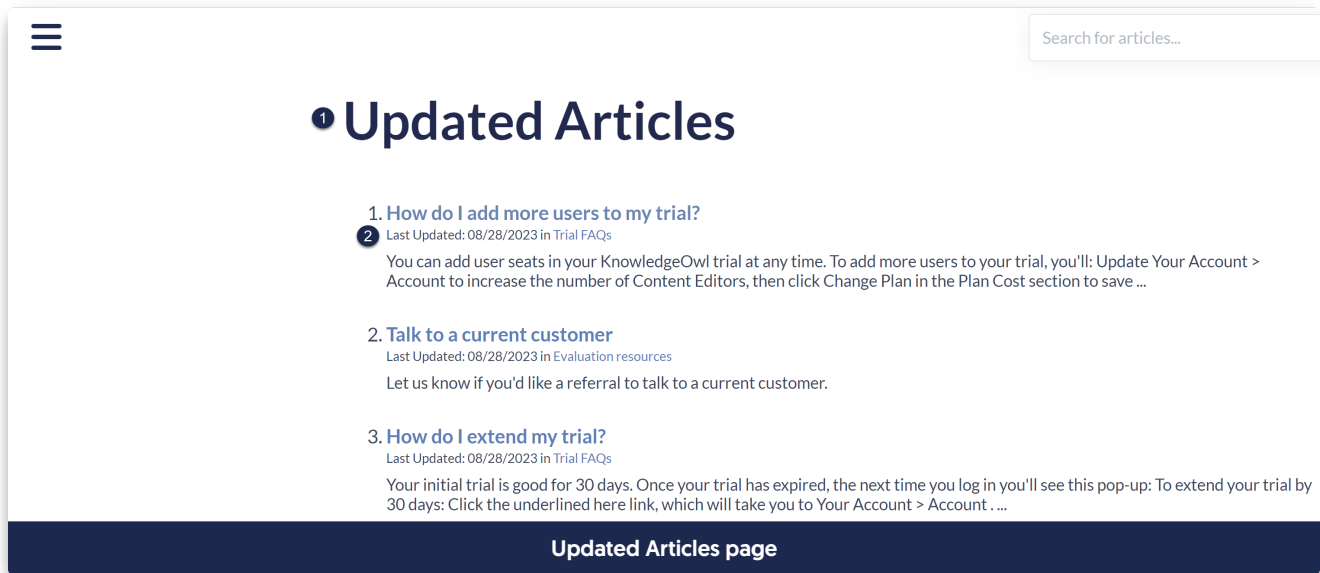 Search for articles...
1 Updated Articles
1. How do I add more users to my trial?
2 Last Updated: 08/28/2023 in Trial FAQs
You can add user seats in your KnowledgeOwl trial at any time. To add more users to your trial, you'll: Update Your Account >
Account to increase the number of Content Editors, then click Change Plan in the Plan Cost section to save ...
2. Talk to a current customer
Last Updated: 08/28/2023 in Evaluation resources
Let us know if you'd like a referral to talk to a current customer.
3. How do I extend my trial?
Last Updated: 08/28/2023 in Trial FAQs
Your initial trial is good for 30 days. Once your trial has expired, the next time you log in you'll see this pop-up: To extend your trial by
30 days: Click the underlined here link, which will take you to Your Account > Account . ...
Updated Articles page